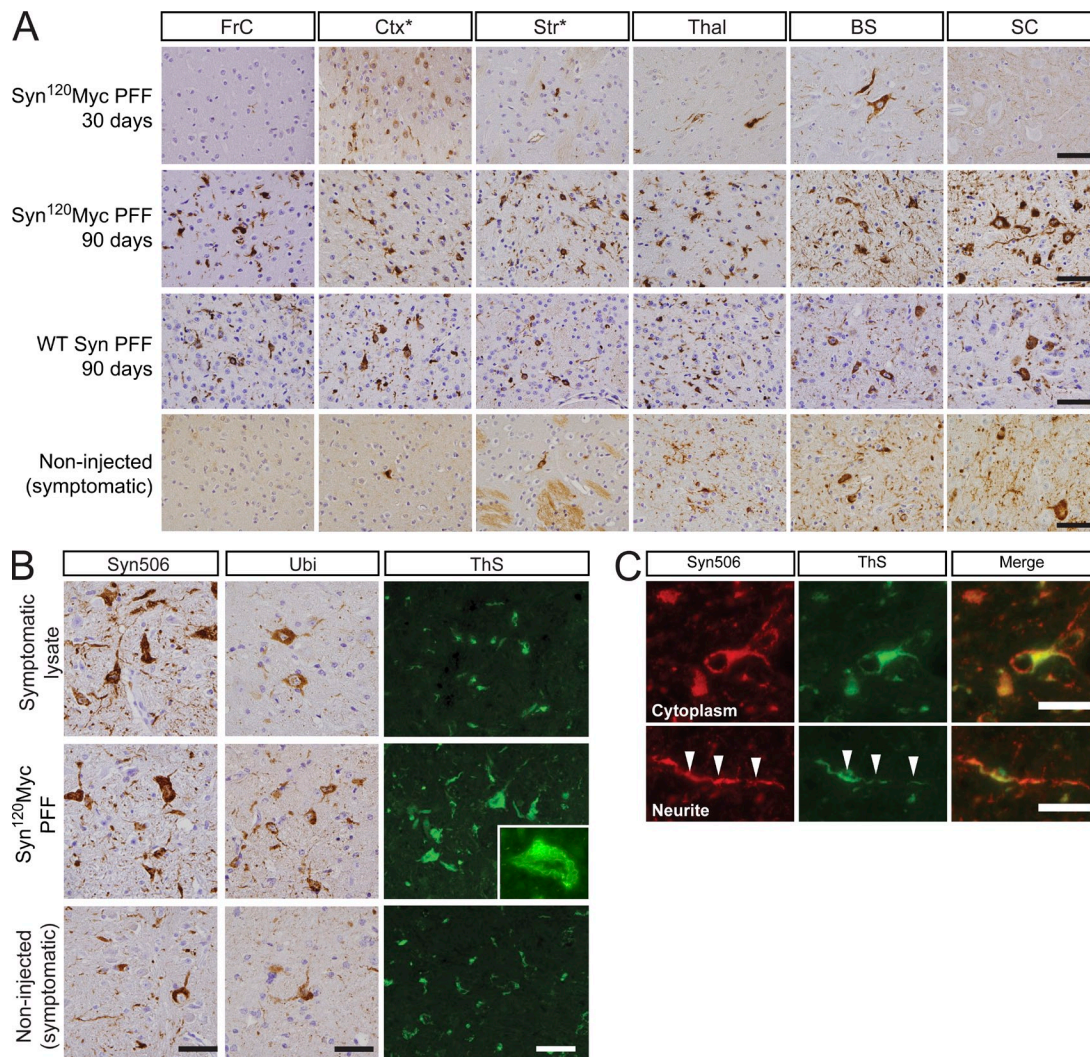 A
FrC
Ctx*
Str*
Thal
BS
SC
Syn¹²⁰Myc PFF
30 days
Syn¹²⁰Myc PFF
90 days
WT Syn PFF
90 days
Non-injected
(symptomatic)
B
Syn506
Ubi
ThS
Symptomatic
lysate
Syn¹²⁰Myc
PFF
Non-injected
(symptomatic)
C
Syn506
ThS
Merge
Cytoplasm
Neurite